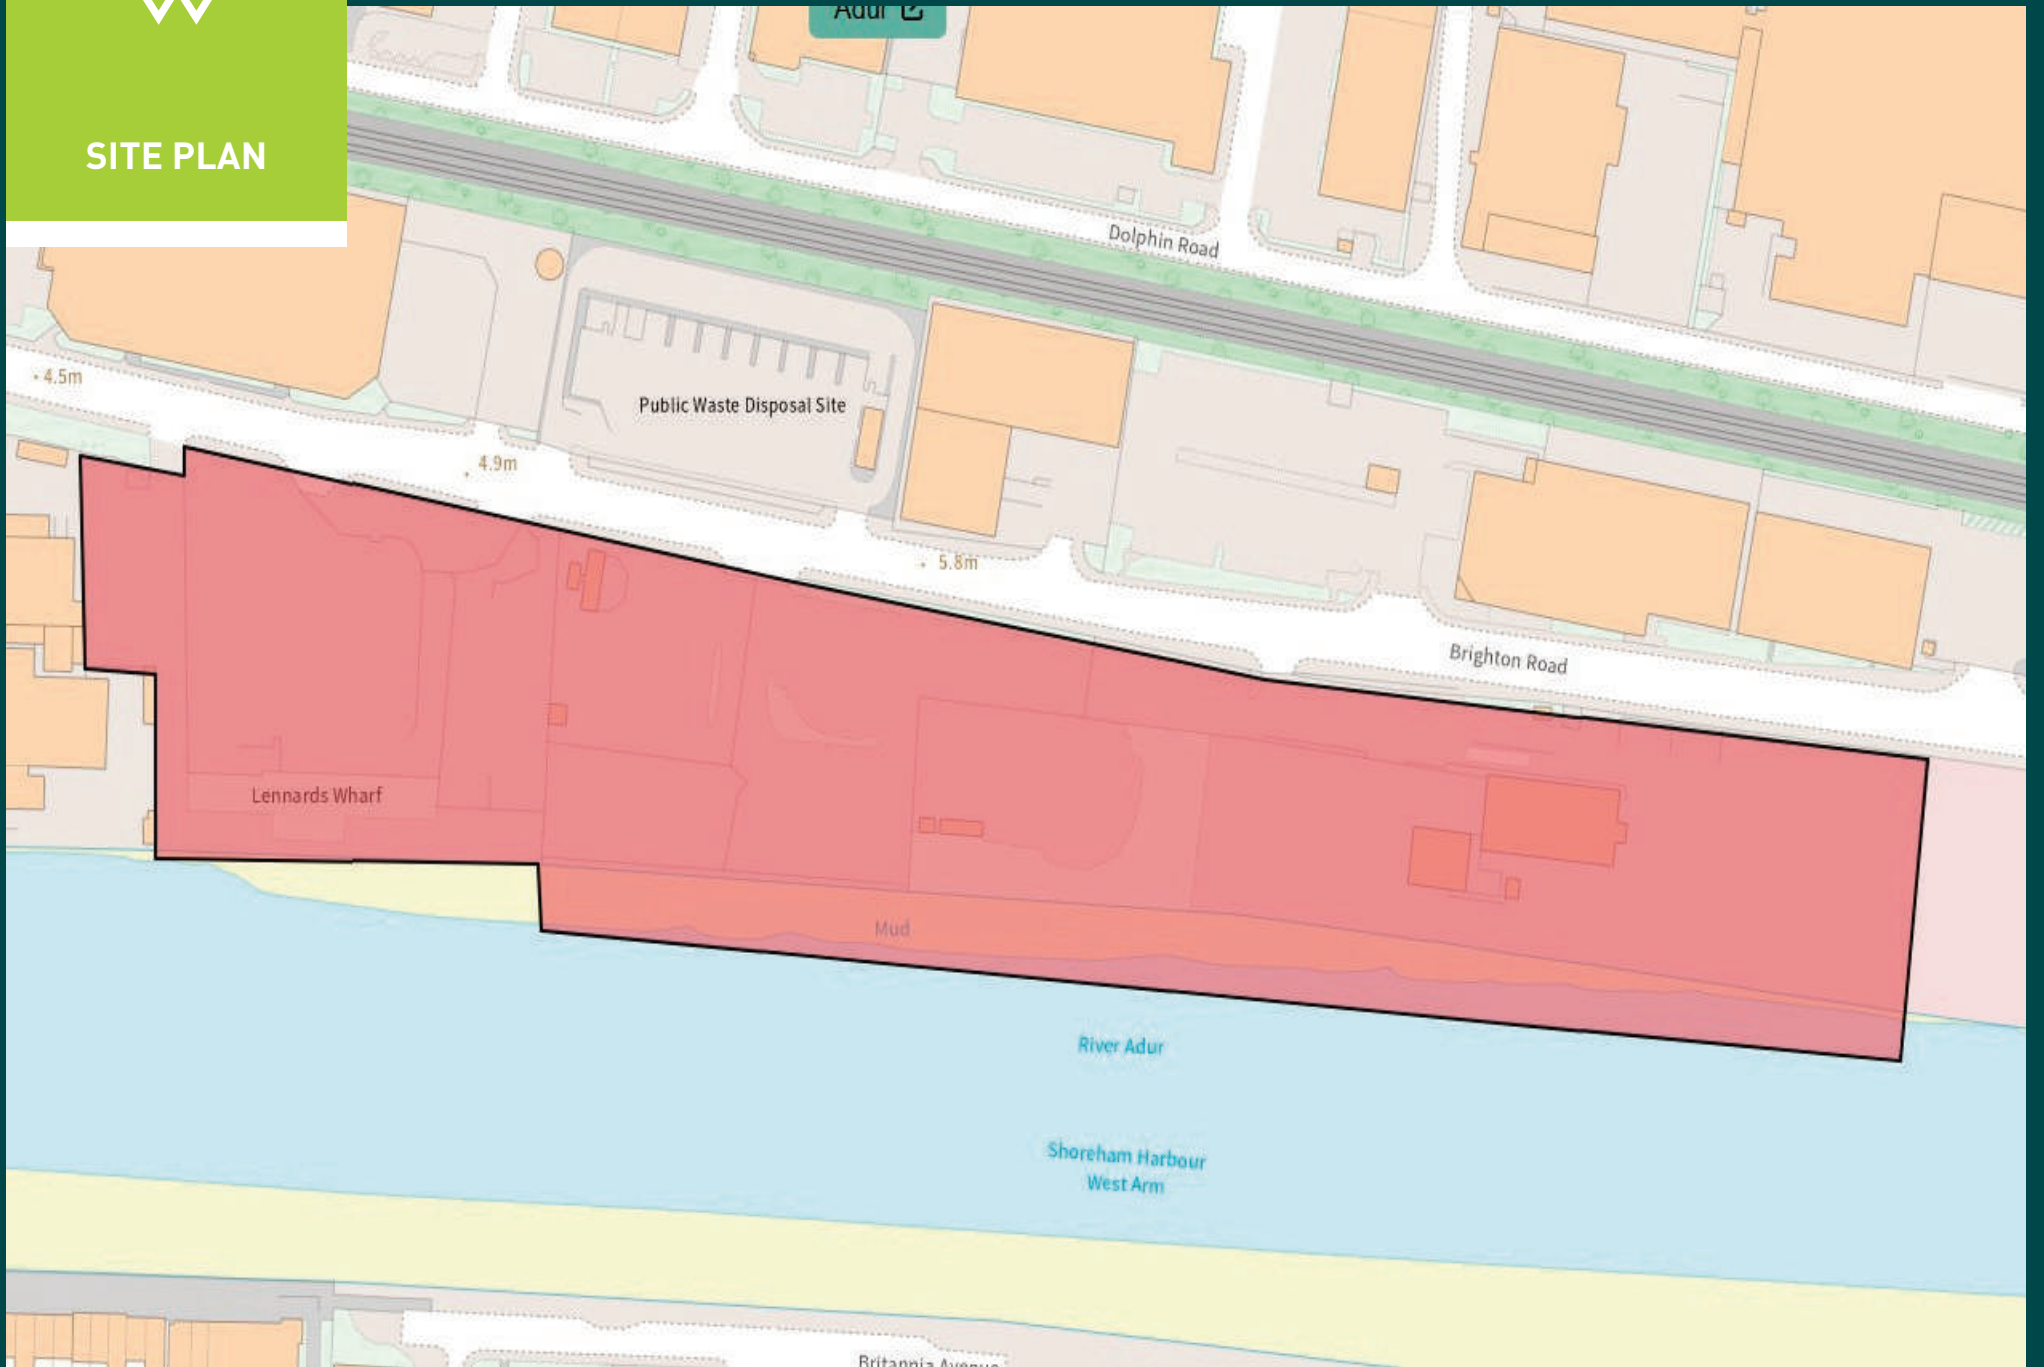 Adur
SITE PLAN
Dolphin Road
4.5m
Public Waste Disposal Site
4.9m
5.8m
Brighton Road
Lennards Wharf
Mud
River Adur
Shoreham Harbour
West Arm
Britannia Avenue